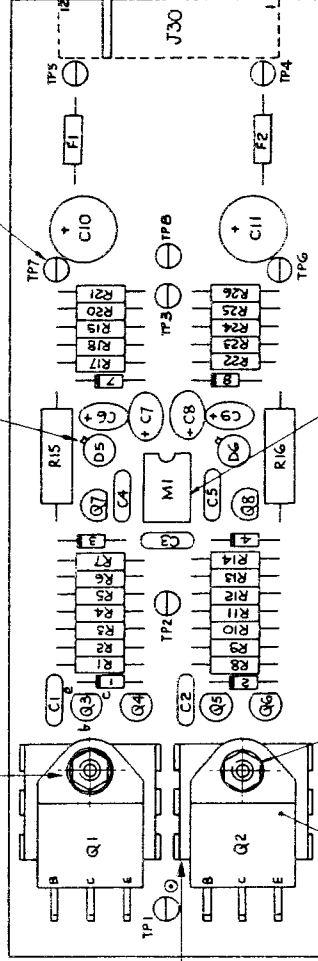 12
1
J30
TP5
TP4
F1
F2
+
C10
+
C11
TP7
TP8
TP6
TP3
R21
R20
R19
R18
R17
R26
R25
R24
R23
R22
7
8
+ C6
+ C7
+ C8
+ C9
R15
D5
D6
R16
Q7
C4
M1
C5
Q8
3
C3
4
R7
R6
R5
R4
R3
R2
R1
R14
R13
R12
R11
R10
R9
R8
TP2
1
2
C1
e
c
b
Q3
Q4
C2
Q5
Q6
Q1
Q2
B
C
E
B
C
E
TP1